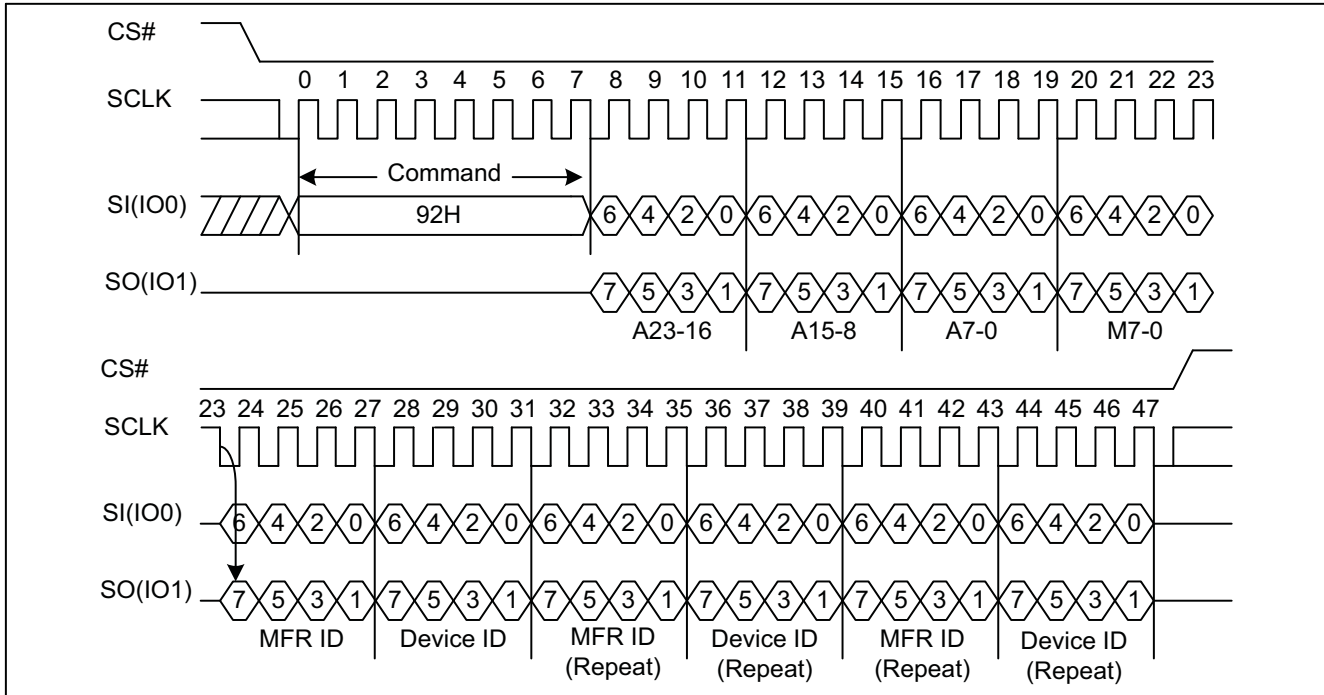 CS#
0 1 2 3 4 5 6 7 8 9 10 11 12 13 14 15 16 17 18 19 20 21 22 23
SCLK
Command
SI(IO0)
92H
6 4 2 0 6 4 2 0 6 4 2 0 6 4 2 0
SO(IO1)
7 5 3 1 7 5 3 1 7 5 3 1 7 5 3 1
A23-16 A15-8 A7-0 M7-0
CS#
23 24 25 26 27 28 29 30 31 32 33 34 35 36 37 38 39 40 41 42 43 44 45 46 47
SCLK
SI(IO0)
6 4 2 0 6 4 2 0 6 4 2 0 6 4 2 0 6 4 2 0 6 4 2 0
SO(IO1)
7 5 3 1 7 5 3 1 7 5 3 1 7 5 3 1 7 5 3 1 7 5 3 1
MFR ID Device ID MFR ID Device ID MFR ID Device ID
(Repeat) (Repeat) (Repeat) (Repeat)